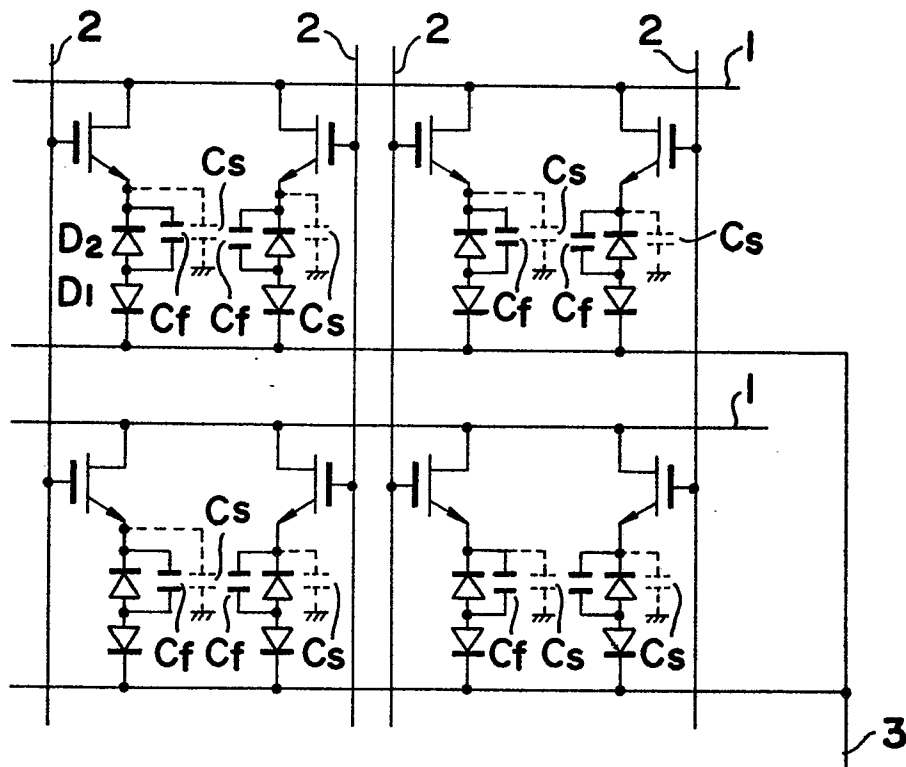 2 2 2 2 1
Cs Cs
D2 Cs
D1 Cf Cf Cs Cf Cf
1
Cs
Cf Cf Cs Cf Cs Cs
3